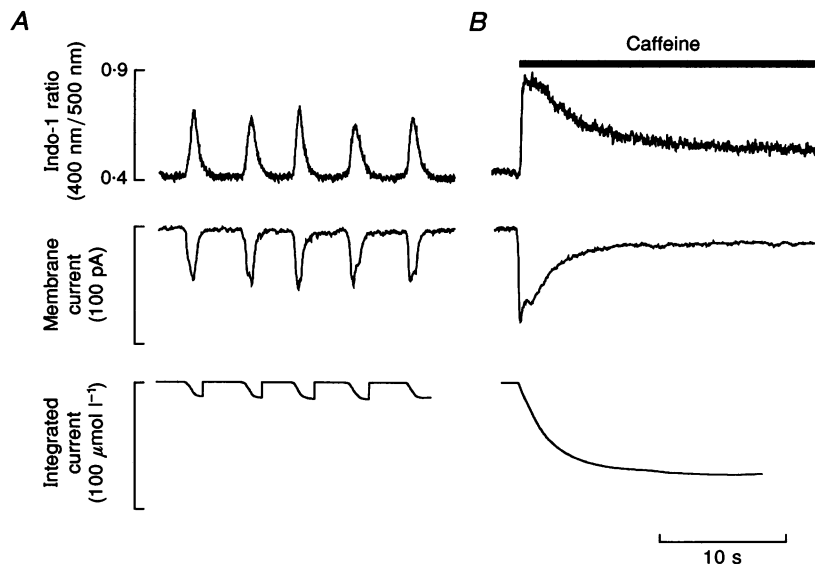 A
B
Caffeine
Indo-1 ratio
(400 nm/500 nm)
0·9
0·4
Membrane
current
(100 pA)
Integrated
current
(100 μmol l⁻¹)
10 s